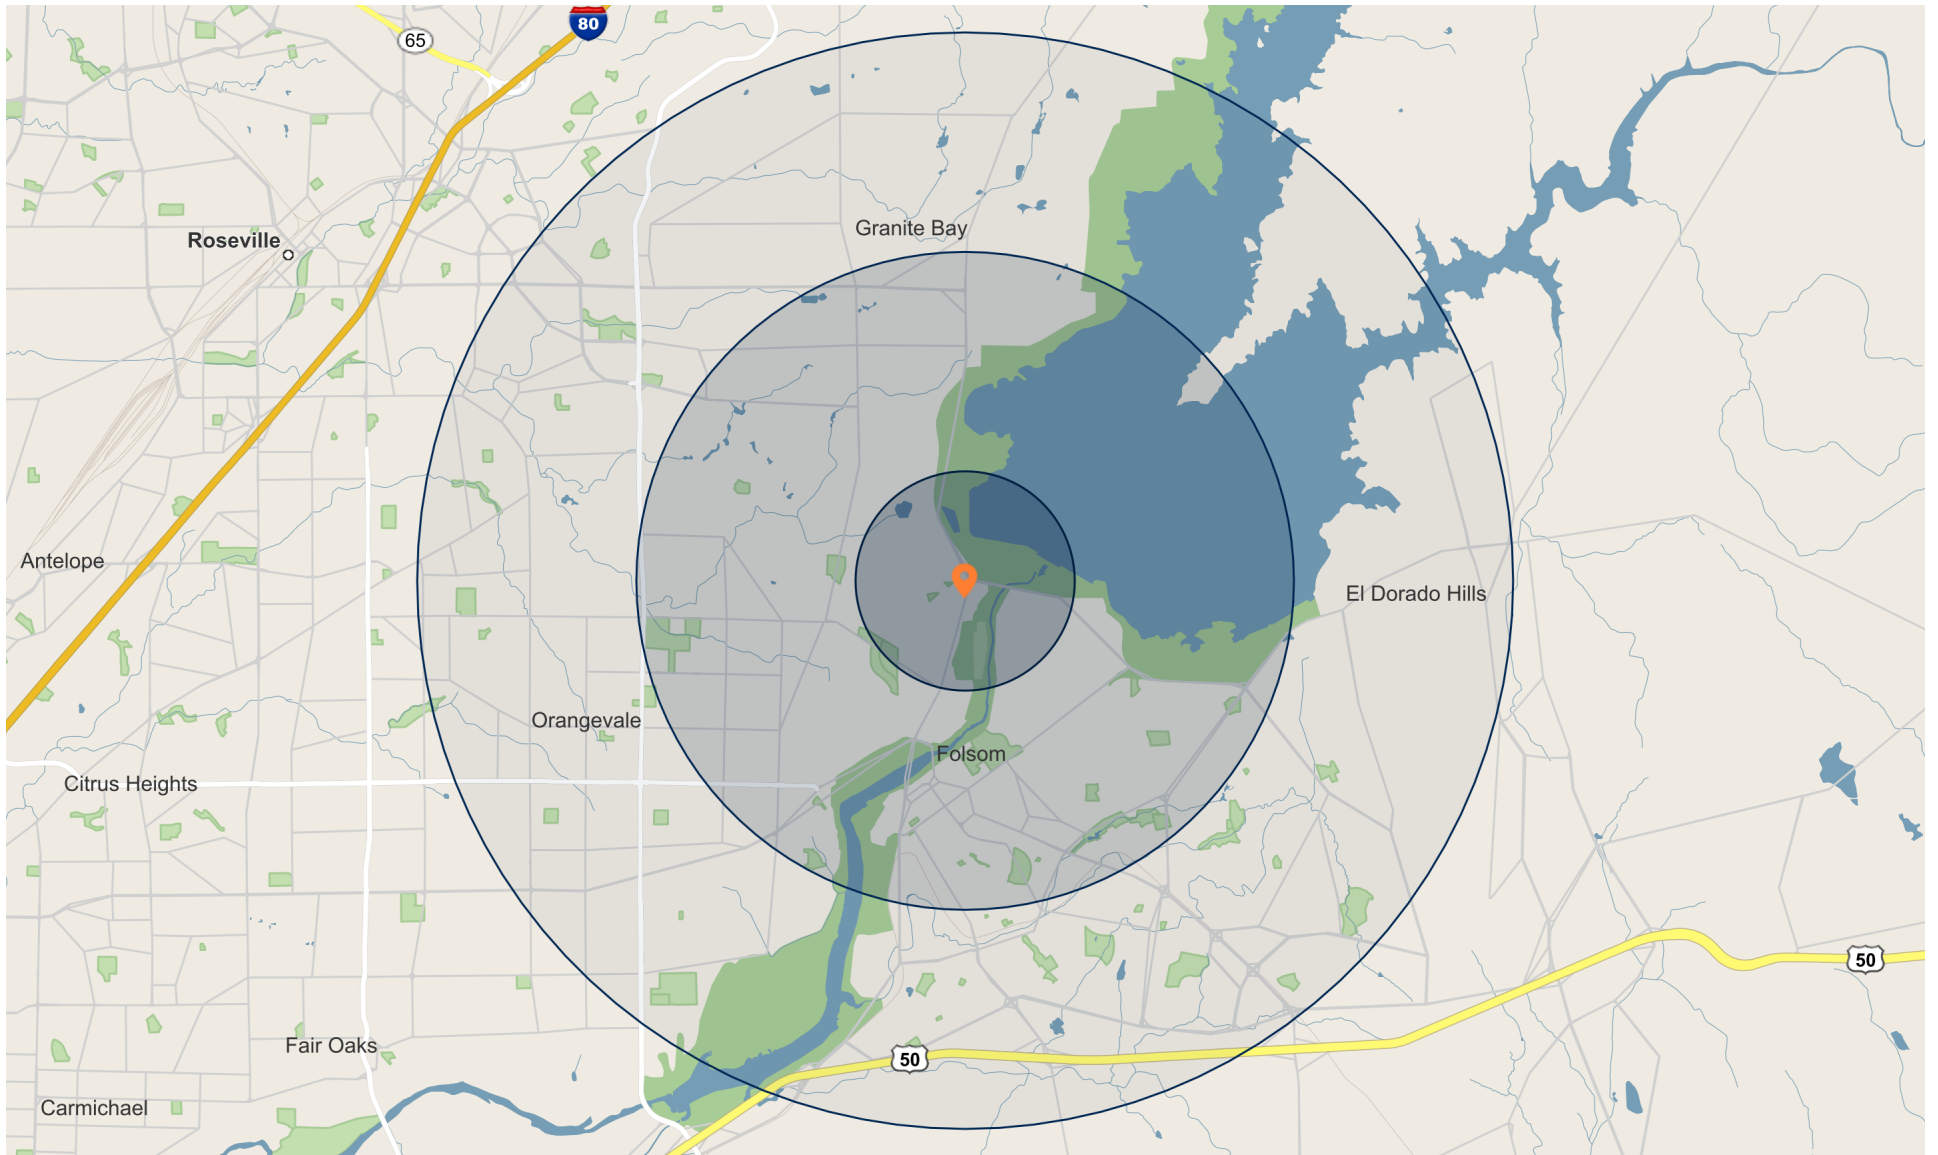 80
65
Granite Bay
Roseville
Antelope
El Dorado Hills
Orangevale
Folsom
Citrus Heights
50
Fair Oaks
50
Carmichael